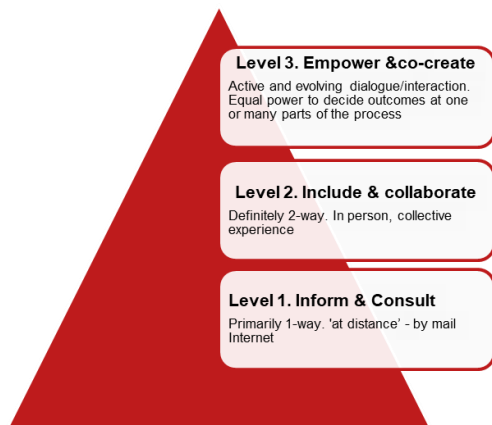 Level 3. Empower &co-create
Active and evolving dialogue/interaction.
Equal power to decide outcomes at one
or many parts of the process
Level 2. Include & collaborate
Definitely 2-way. In person, collective
experience
Level 1. Inform & Consult
Primarily 1-way. 'at distance’ - by mail
Internet